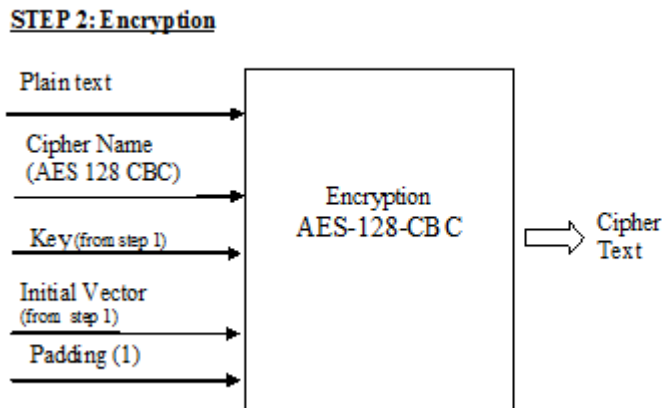 STEP 2: Encryption
Plain text
Cipher Name
(AES 128 CBC)
Key (from step 1)
Initial Vector
(from step 1)
Padding (1)
Encryption
AES-128-CBC
Cipher
Text